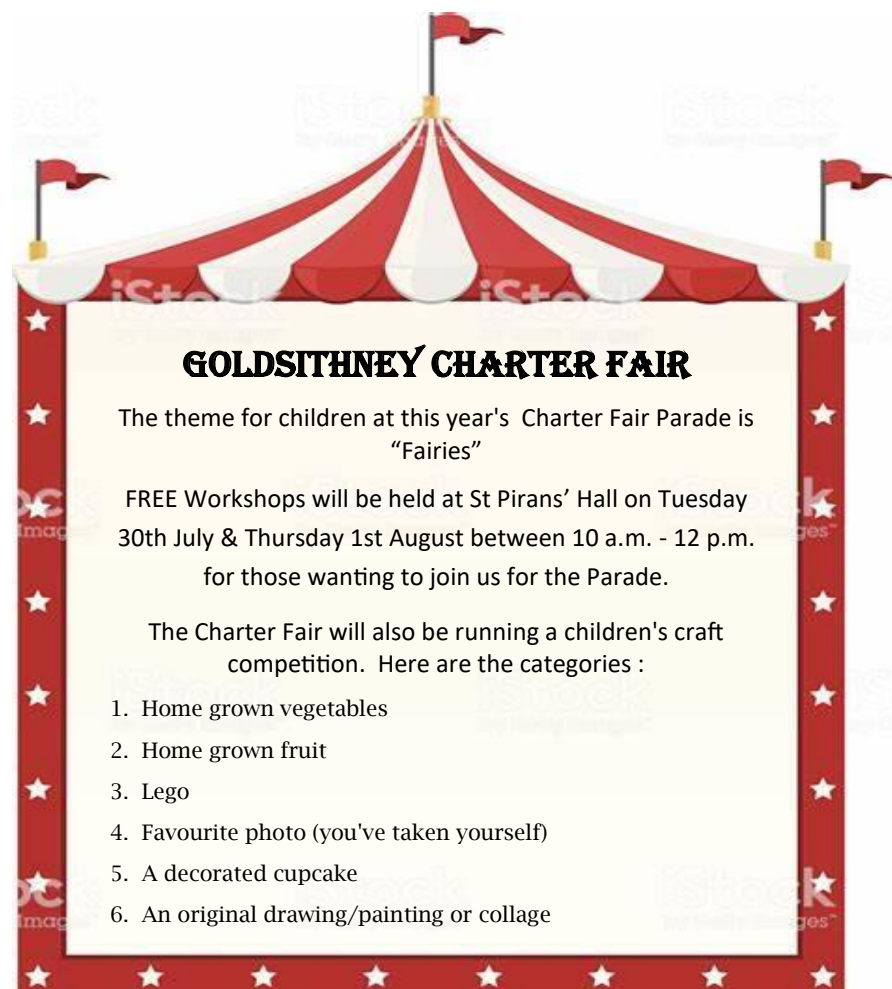 GOLDSITHNEY CHARTER FAIR
The theme for children at this year's Charter Fair Parade is
“Fairies”
FREE Workshops will be held at St Pirans’ Hall on Tuesday
30th July & Thursday 1st August between 10 a.m. - 12 p.m.
for those wanting to join us for the Parade.
The Charter Fair will also be running a children's craft
competition. Here are the categories :
1. Home grown vegetables
2. Home grown fruit
3. Lego
4. Favourite photo (you've taken yourself)
5. A decorated cupcake
6. An original drawing/painting or collage